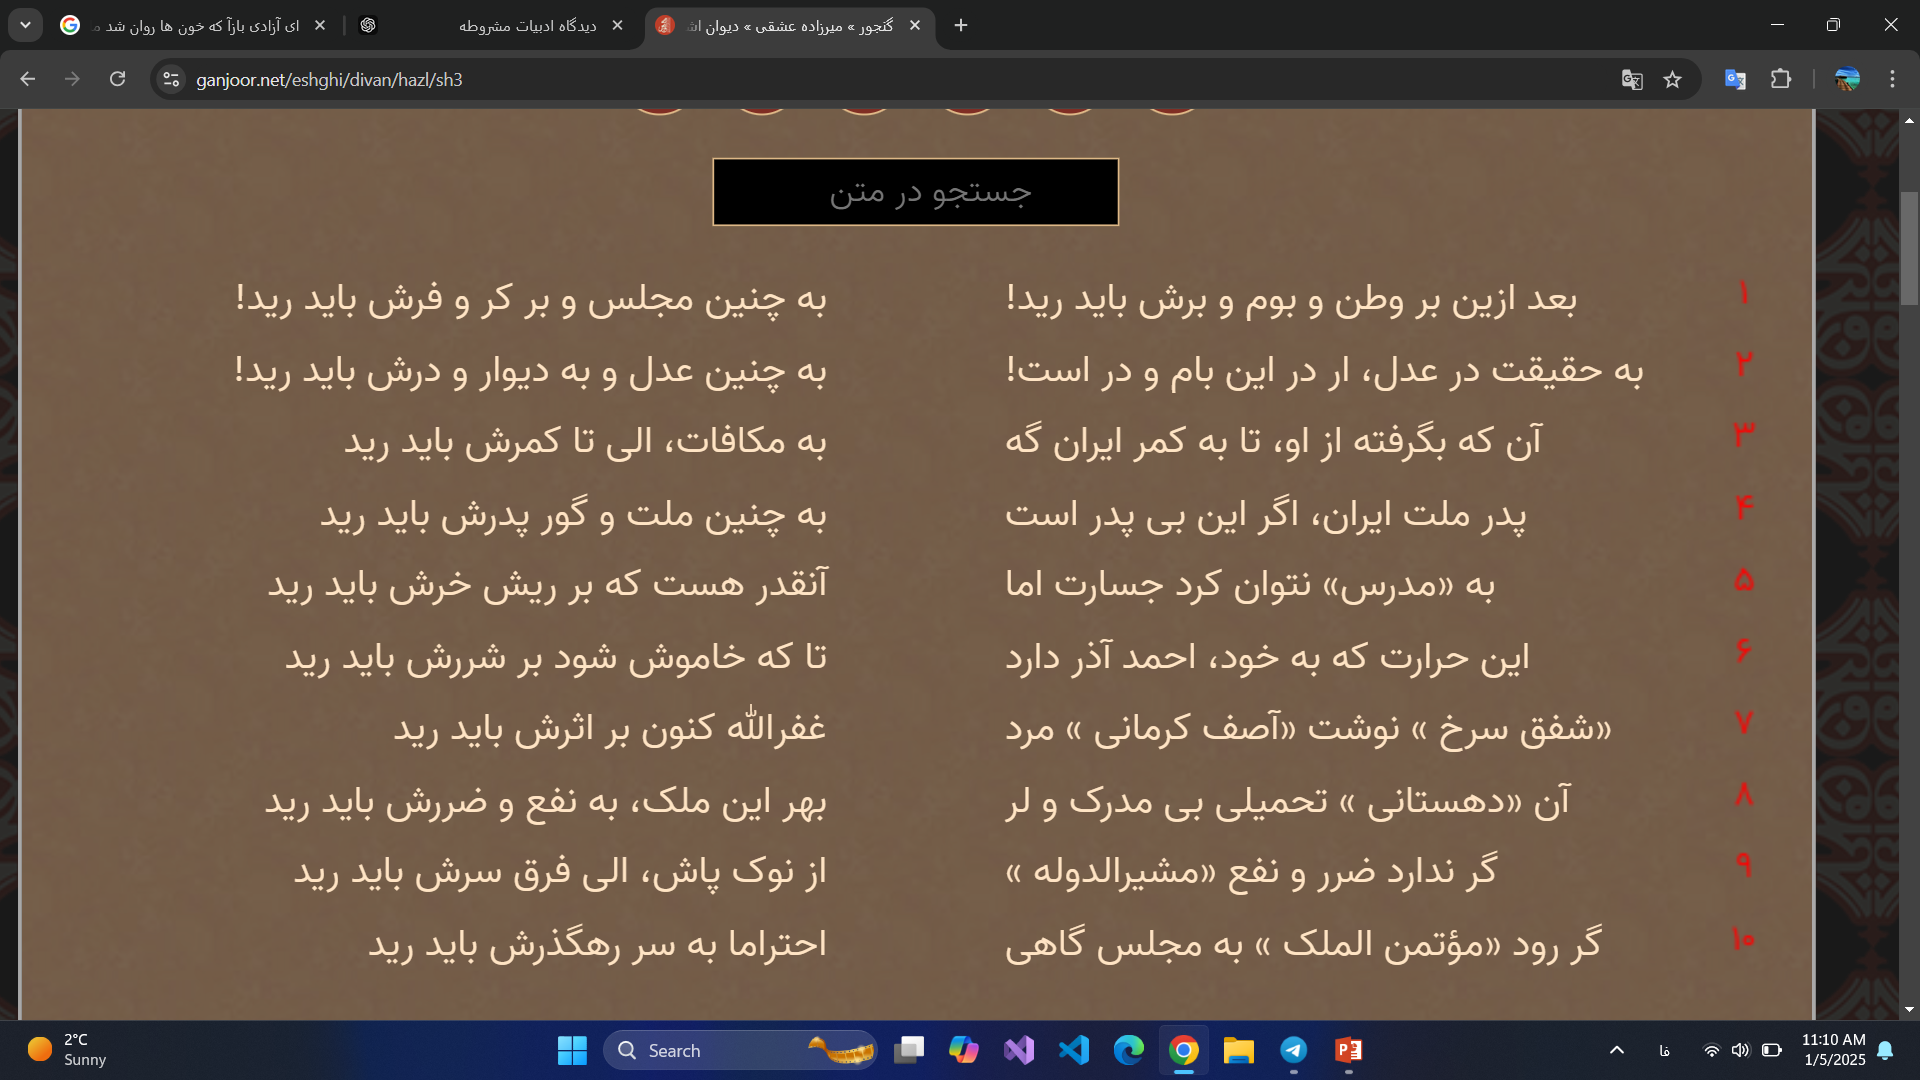 ای آزادی بازآ که خون ها روان شد
دیدگاه ادبیات مشروطه
گنجور » میرزاده عشقی » دیوان اش
ganjoor.net/eshghi/divan/hazl/sh3
جستجو در متن
۱ بعد ازین بر وطن و بوم و برش باید رید! به چنین مجلس و بر کر و فرش باید رید!
۲ به حقیقت در عدل، ار در این بام و در است! به چنین عدل و به دیوار و درش باید رید!
۳ آن که بگرفته از او، تا به کمر ایران گه به مکافات، الی تا کمرش باید رید
۴ پدر ملت ایران، اگر این بی پدر است به چنین ملت و گور پدرش باید رید
۵ به «مدرس» نتوان کرد جسارت اما آنقدر هست که بر ریش خرش باید رید
۶ این حرارت که به خود، احمد آذر دارد تا که خاموش شود بر شررش باید رید
۷ «شفق سرخ » نوشت «آصف کرمانی » مرد غفرالله کنون بر اثرش باید رید
۸ آن «دهستانی » تحمیلی بی مدرک و لر بهر این ملک، به نفع و ضررش باید رید
۹ گر ندارد ضرر و نفع «مشیرالدوله » از نوک پاش، الی فرق سرش باید رید
۱۰ گر رود «مؤتمن الملک » به مجلس گاهی احتراما به سر رهگذرش باید رید
2°C
Sunny
Search
فا
11:10 AM
1/5/2025